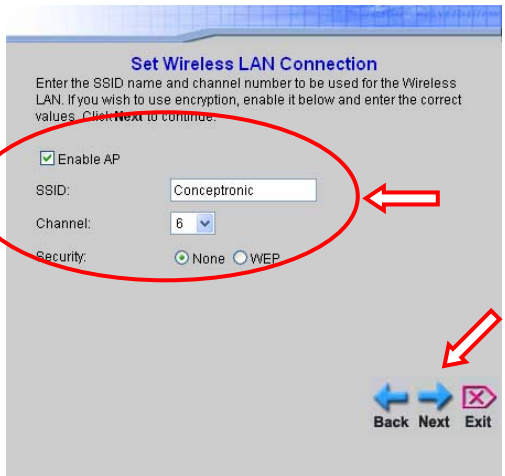 Set Wireless LAN Connection
Enter the SSID name and channel number to be used for the Wireless
LAN. If you wish to use encryption, enable it below and enter the correct
values. Click Next to continue.
Enable AP
SSID: Conceptronic
Channel: 6
Security: None WEP
Back Next Exit